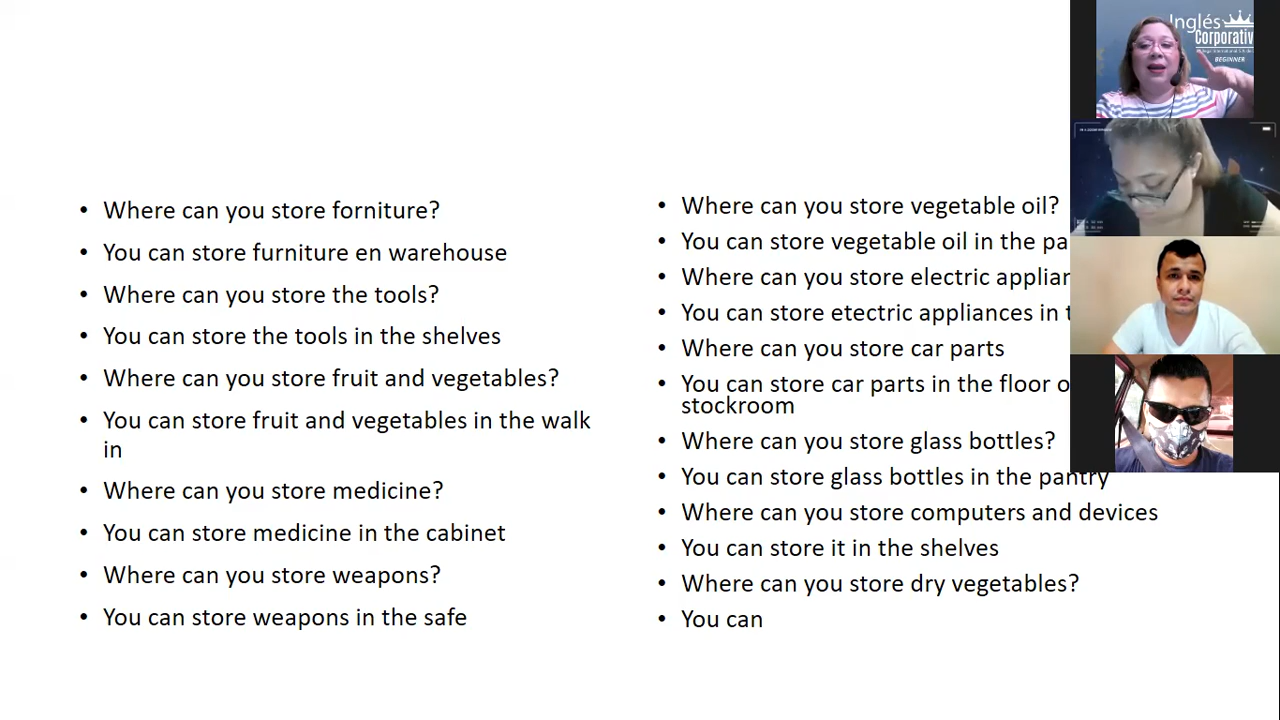 Where can you store forniture?
You can store furniture en warehouse
Where can you store the tools?
You can store the tools in the shelves
Where can you store fruit and vegetables?
You can store fruit and vegetables in the walk
in
Where can you store medicine?
You can store medicine in the cabinet
Where can you store weapons?
You can store weapons in the safe
Where can you store vegetable oil?
You can store vegetable oil in the pa
Where can you store electric applian
You can store etectric appliances in t
Where can you store car parts
You can store car parts in the floor o
stockroom
Where can you store glass bottles?
You can store glass bottles in the pantry
Where can you store computers and devices
You can store it in the shelves
Where can you store dry vegetables?
You can
Inglés
Corporativ
BEGINNER